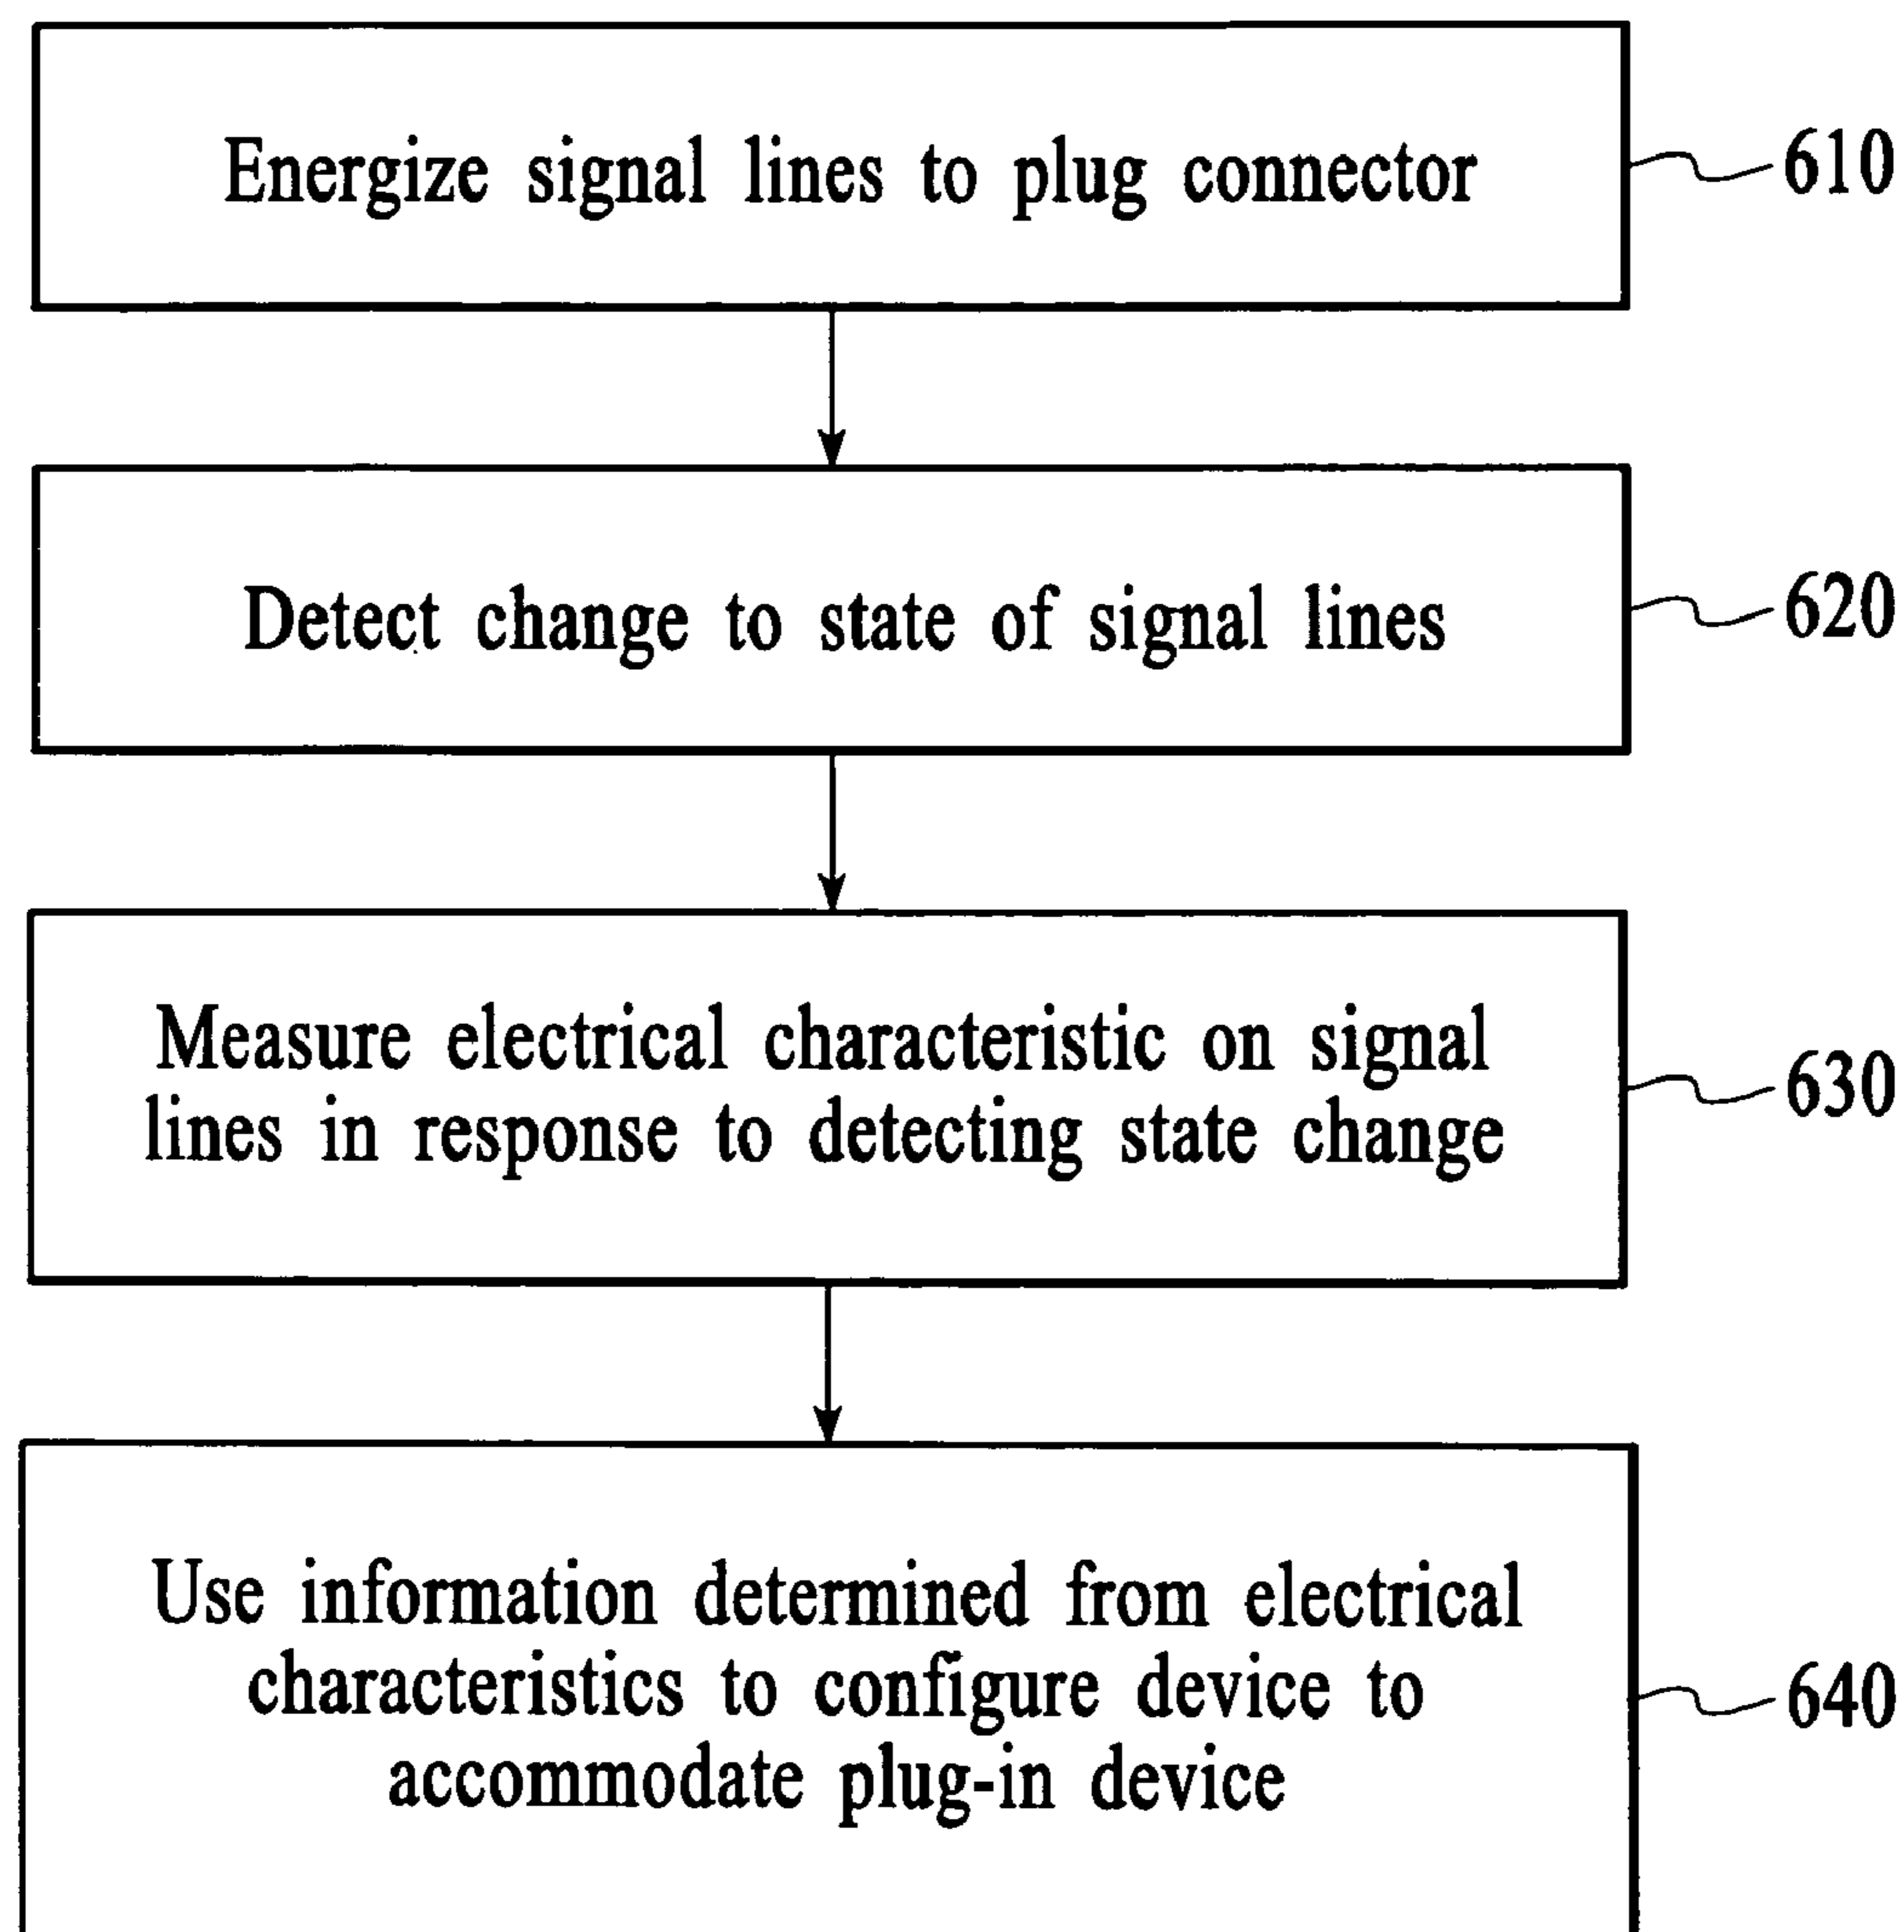 Energize signal lines to plug connector
610
Detect change to state of signal lines
620
Measure electrical characteristic on signal
lines in response to detecting state change
630
Use information determined from electrical
characteristics to configure device to
accommodate plug-in device
640